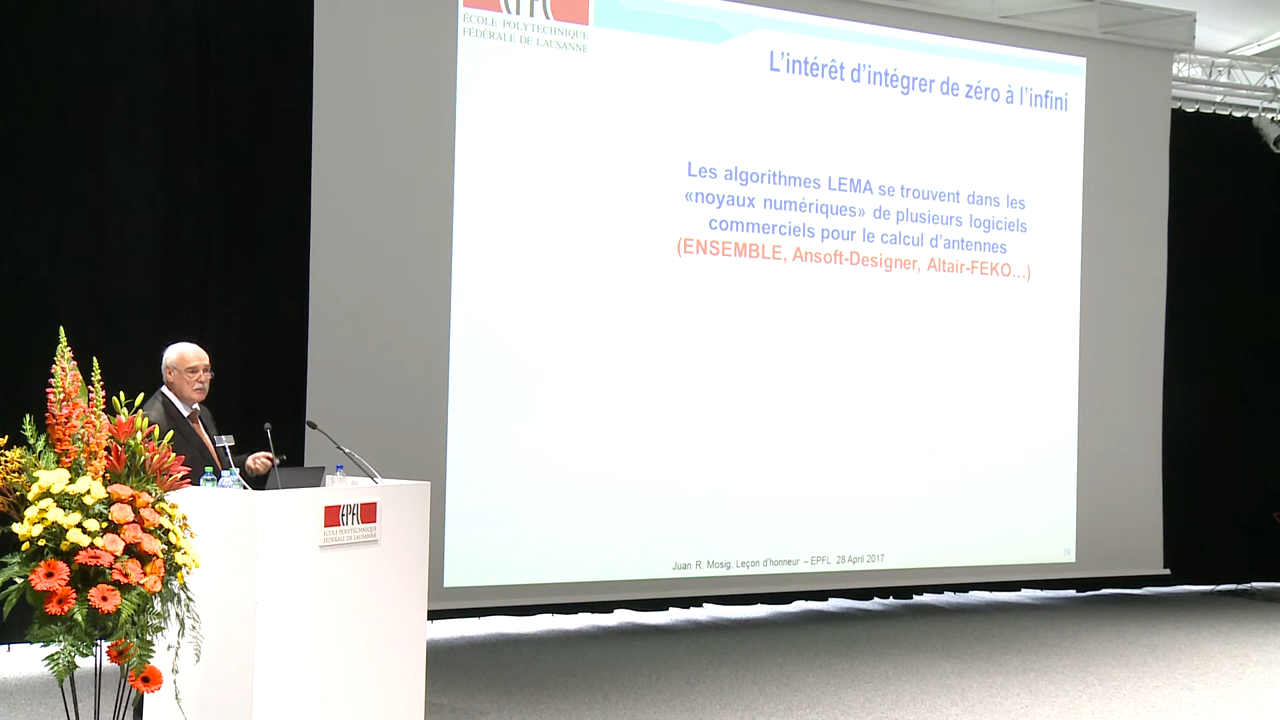 EPFL
ÉCOLE POLYTECHNIQUE
FÉDÉRALE DE LAUSANNE
L'intérêt d'intégrer de zéro à l'infini
Les algorithmes LEMA se trouvent dans les
«noyaux numériques» de plusieurs logiciels
commerciels pour le calcul d'antennes
(ENSEMBLE, Ansoft-Designer, Altair-FEKO…)
Juan R. Mosig, Leçon d'honneur – EPFL 28 April 2017
39
EPFL
ÉCOLE POLYTECHNIQUE
FÉDÉRALE DE LAUSANNE